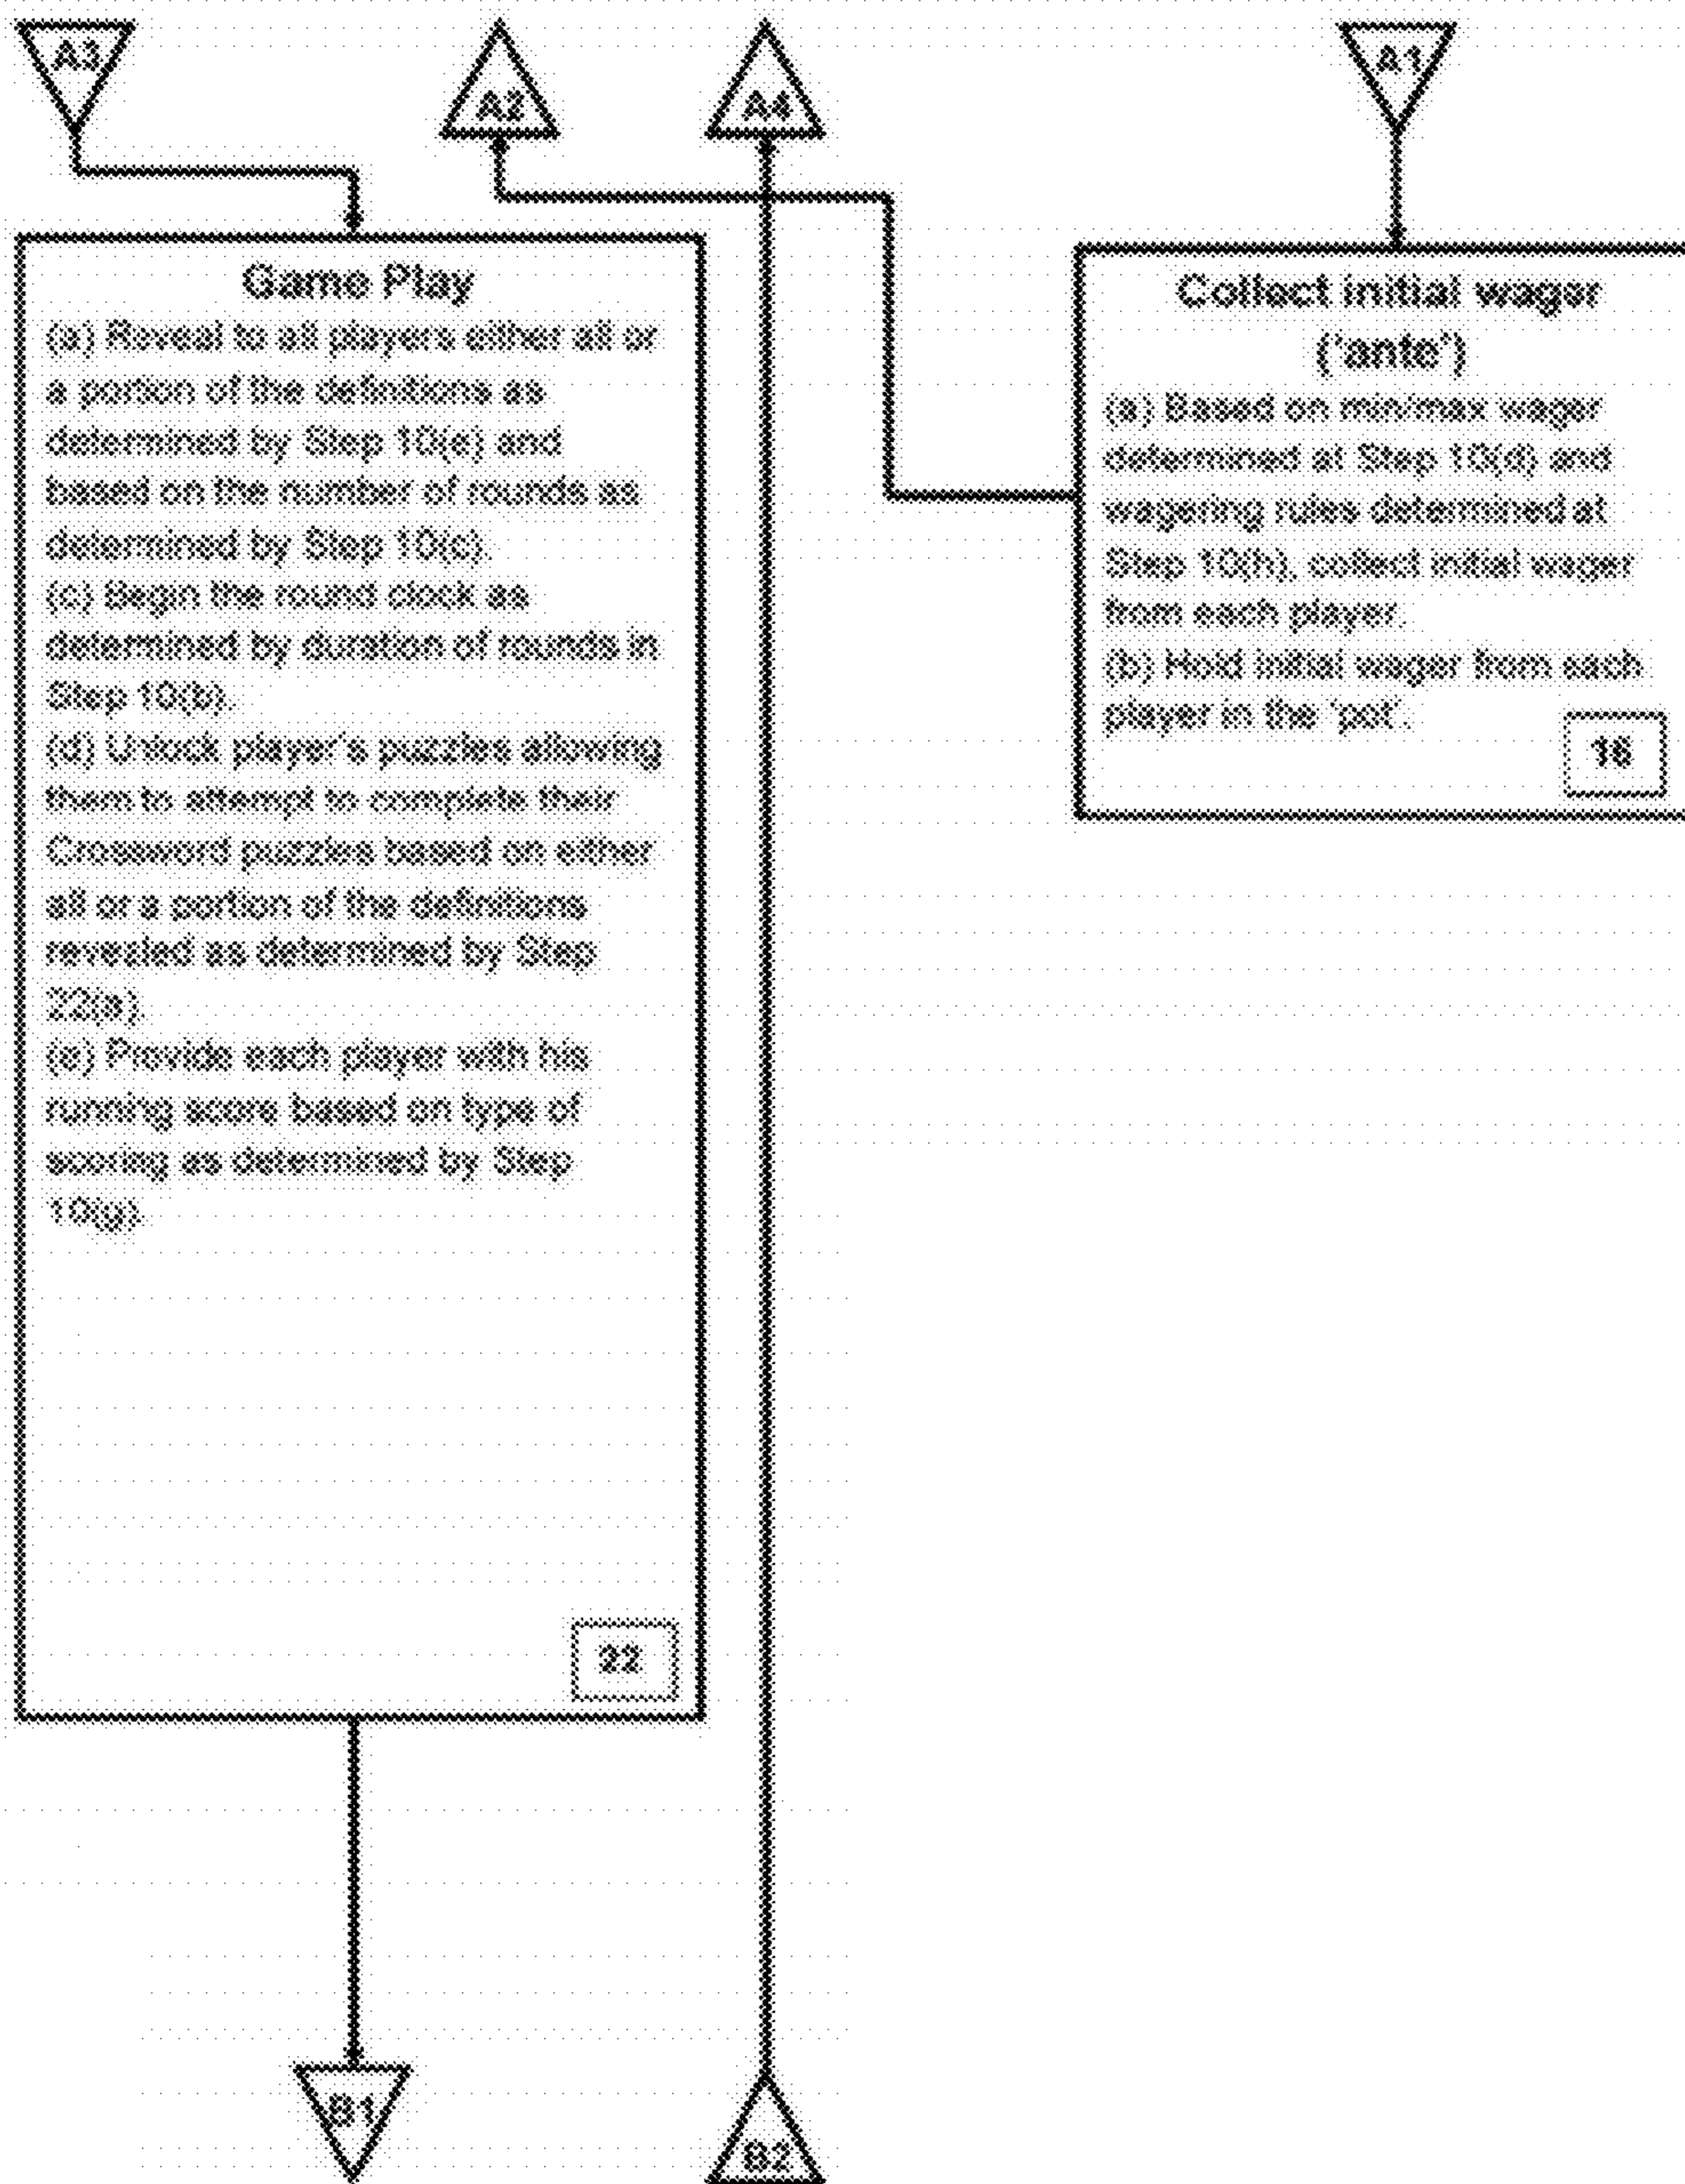 A3
A2
A4
A1
Game Play
(a) Reveal to all players either all or
a portion of the definitions as
determined by Step 10(e) and
based on the number of rounds as
determined by Step 10(c).
(c) Begin the round clock as
determined by duration of rounds in
Step 10(b).
(d) Unlock player's puzzles allowing
them to attempt to complete their
Crossword puzzles based on either
all or a portion of the definitions
revealed as determined by Step
22(a).
(e) Provide each player with his
running score based on type of
scoring as determined by Step
10(g).
22
Collect initial wager
('ante')
(a) Based on min/max wager
determined at Step 10(d) and
wagering rules determined at
Step 10(h), collect initial wager
from each player.
(b) Hold initial wager from each
player in the 'pot'.
16
B1
B2